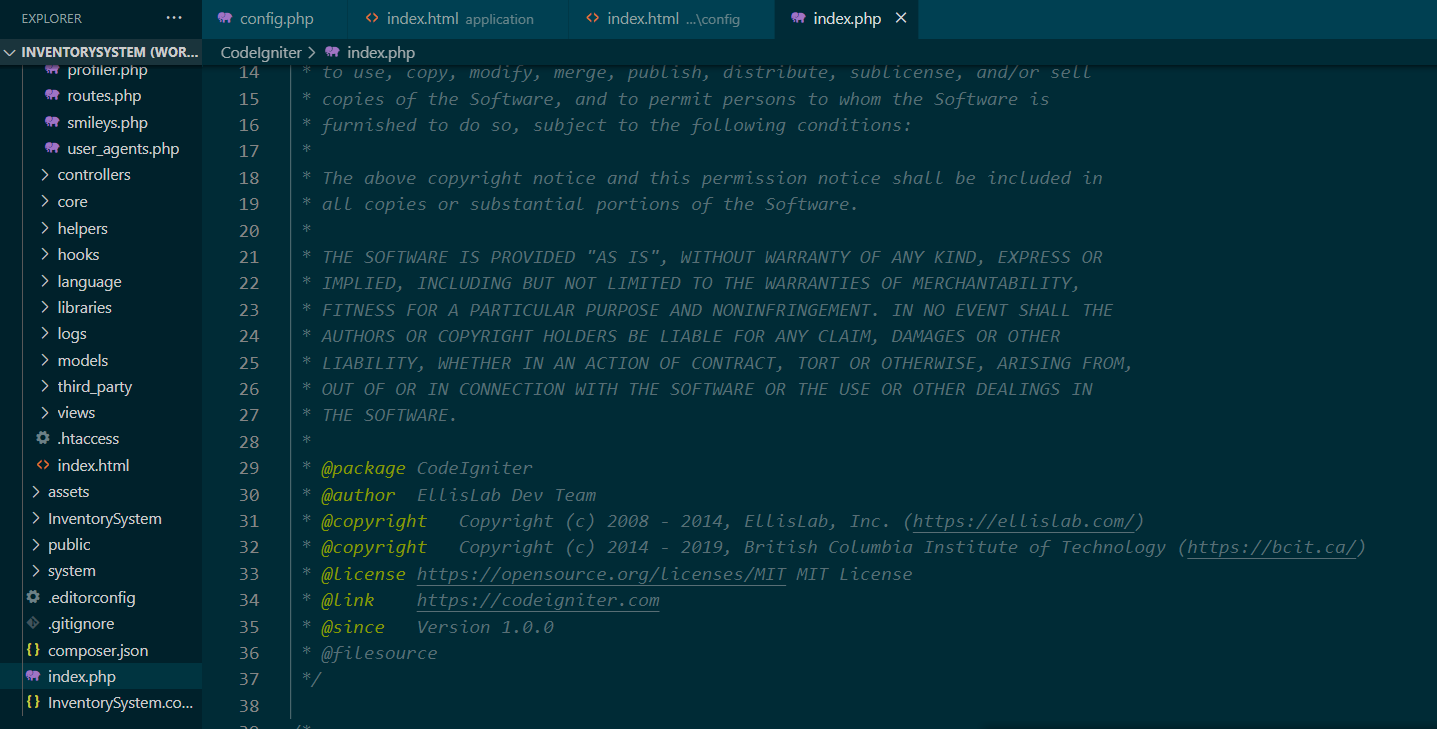 EXPLORER
···
config.php
index.html application
index.html ...\config
index.php
INVENTORYSYSTEM (WOR...
CodeIgniter > index.php
profiler.php
routes.php
smileys.php
user_agents.php
controllers
core
helpers
hooks
language
libraries
logs
models
third_party
views
.htaccess
index.html
assets
InventorySystem
public
system
.editorconfig
.gitignore
{} composer.json
index.php
{} InventorySystem.co...
14 * to use, copy, modify, merge, publish, distribute, sublicense, and/or sell
15 * copies of the Software, and to permit persons to whom the Software is
16 * furnished to do so, subject to the following conditions:
17 *
18 * The above copyright notice and this permission notice shall be included in
19 * all copies or substantial portions of the Software.
20 *
21 * THE SOFTWARE IS PROVIDED "AS IS", WITHOUT WARRANTY OF ANY KIND, EXPRESS OR
22 * IMPLIED, INCLUDING BUT NOT LIMITED TO THE WARRANTIES OF MERCHANTABILITY,
23 * FITNESS FOR A PARTICULAR PURPOSE AND NONINFRINGEMENT. IN NO EVENT SHALL THE
24 * AUTHORS OR COPYRIGHT HOLDERS BE LIABLE FOR ANY CLAIM, DAMAGES OR OTHER
25 * LIABILITY, WHETHER IN AN ACTION OF CONTRACT, TORT OR OTHERWISE, ARISING FROM,
26 * OUT OF OR IN CONNECTION WITH THE SOFTWARE OR THE USE OR OTHER DEALINGS IN
27 * THE SOFTWARE.
28 *
29 * @package CodeIgniter
30 * @author EllisLab Dev Team
31 * @copyright Copyright (c) 2008 - 2014, EllisLab, Inc. (https://ellislab.com/)
32 * @copyright Copyright (c) 2014 - 2019, British Columbia Institute of Technology (https://bcit.ca/)
33 * @license https://opensource.org/licenses/MIT MIT License
34 * @link https://codeigniter.com
35 * @since Version 1.0.0
36 * @filesource
37 */
38